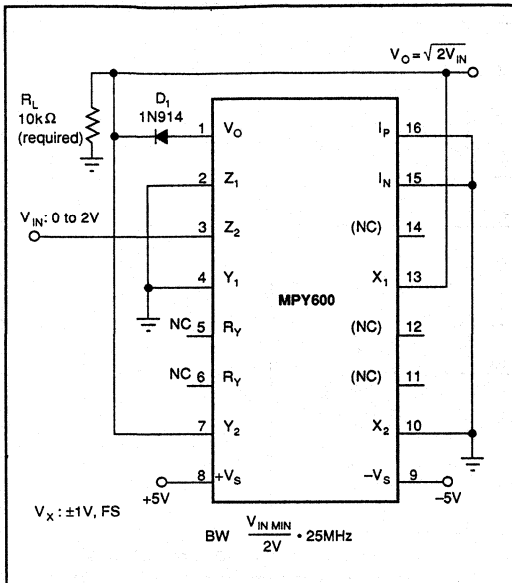 V_O = √2V_IN
R_L
10kΩ
(required)
D_1
1N914
1 V_O
I_P 16
2 Z_1
I_N 15
V_IN: 0 to 2V
3 Z_2
(NC) 14
4 Y_1
X_1 13
MPY600
NC 5 R_Y
(NC) 12
NC 6 R_Y
(NC) 11
7 Y_2
X_2 10
8 +V_S
–V_S 9
+5V
–5V
V_X: ±1V, FS
BW V_IN MIN / 2V • 25MHz